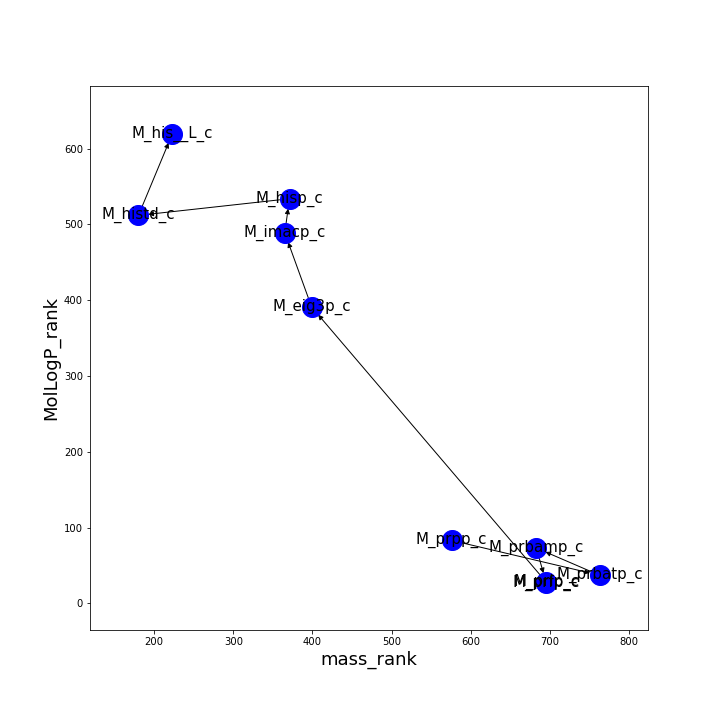 600
500
400
300
200
100
0
MolLogP_rank
M_his__L_c
M_hisp_c
M_histd_c
M_imacp_c
M_eig3p_c
M_prpp_c
M_prbamp_c
M_prbatp_c
200 300 400 500 600 700 800
mass_rank